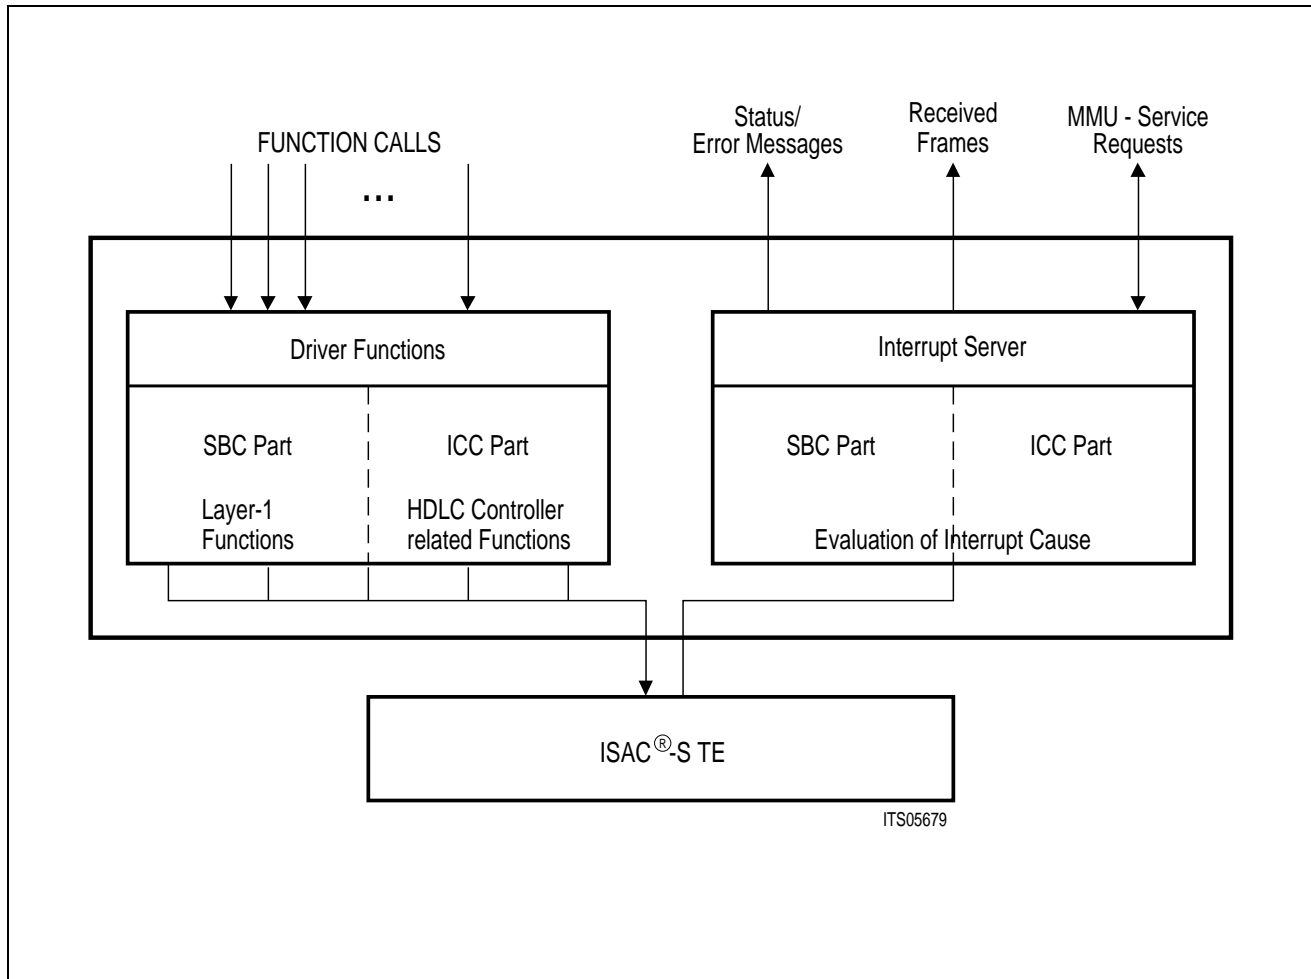 FUNCTION CALLS
...
Status/
Error Messages
Received
Frames
MMU - Service
Requests
Driver Functions
SBC Part
ICC Part
Layer-1
Functions
HDLC Controller
related Functions
Interrupt Server
SBC Part
ICC Part
Evaluation of Interrupt Cause
ISAC®-S TE
ITS05679